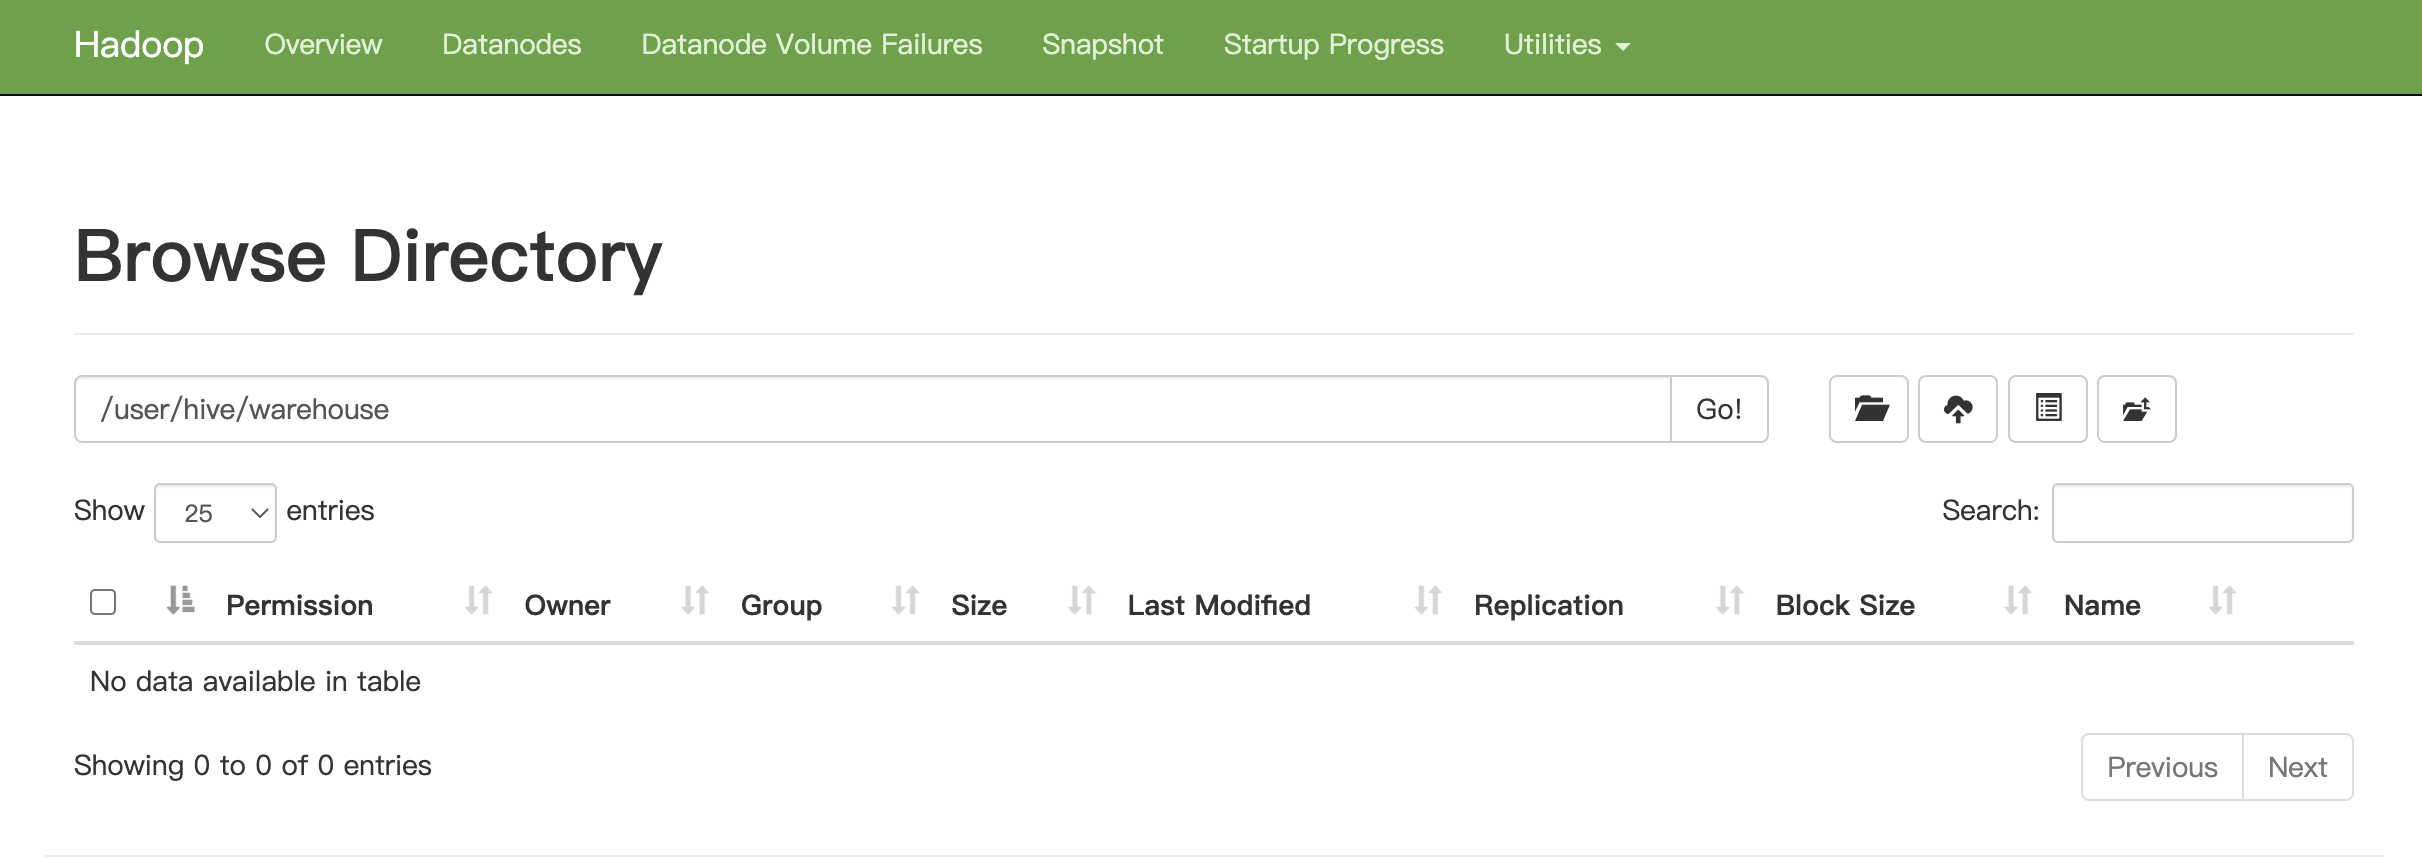 Hadoop Overview Datanodes Datanode Volume Failures Snapshot Startup Progress Utilities
Browse Directory
/user/hive/warehouse Go!
Show 25 entries Search:
Permission Owner Group Size Last Modified Replication Block Size Name
No data available in table
Showing 0 to 0 of 0 entries Previous Next